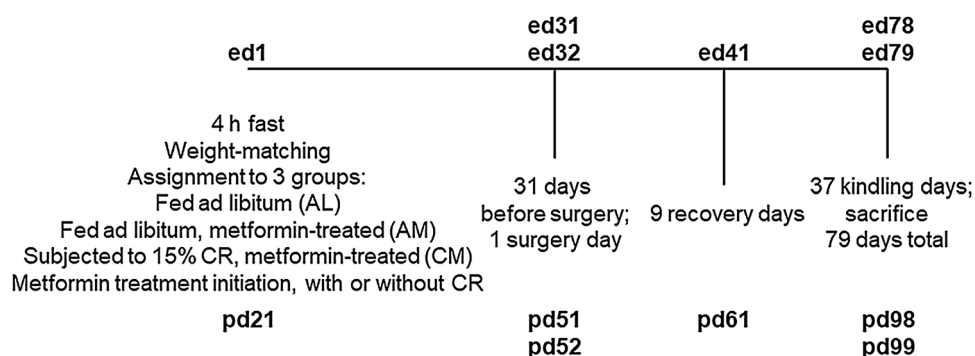 ed31
ed78
ed1
ed32
ed41
ed79
4 h fast
Weight-matching
Assignment to 3 groups:
Fed ad libitum (AL)
Fed ad libitum, metformin-treated (AM)
Subjected to 15% CR, metformin-treated (CM)
Metformin treatment initiation, with or without CR
31 days
before surgery;
1 surgery day
9 recovery days
37 kindling days;
sacrifice
79 days total
pd21
pd51
pd52
pd61
pd98
pd99